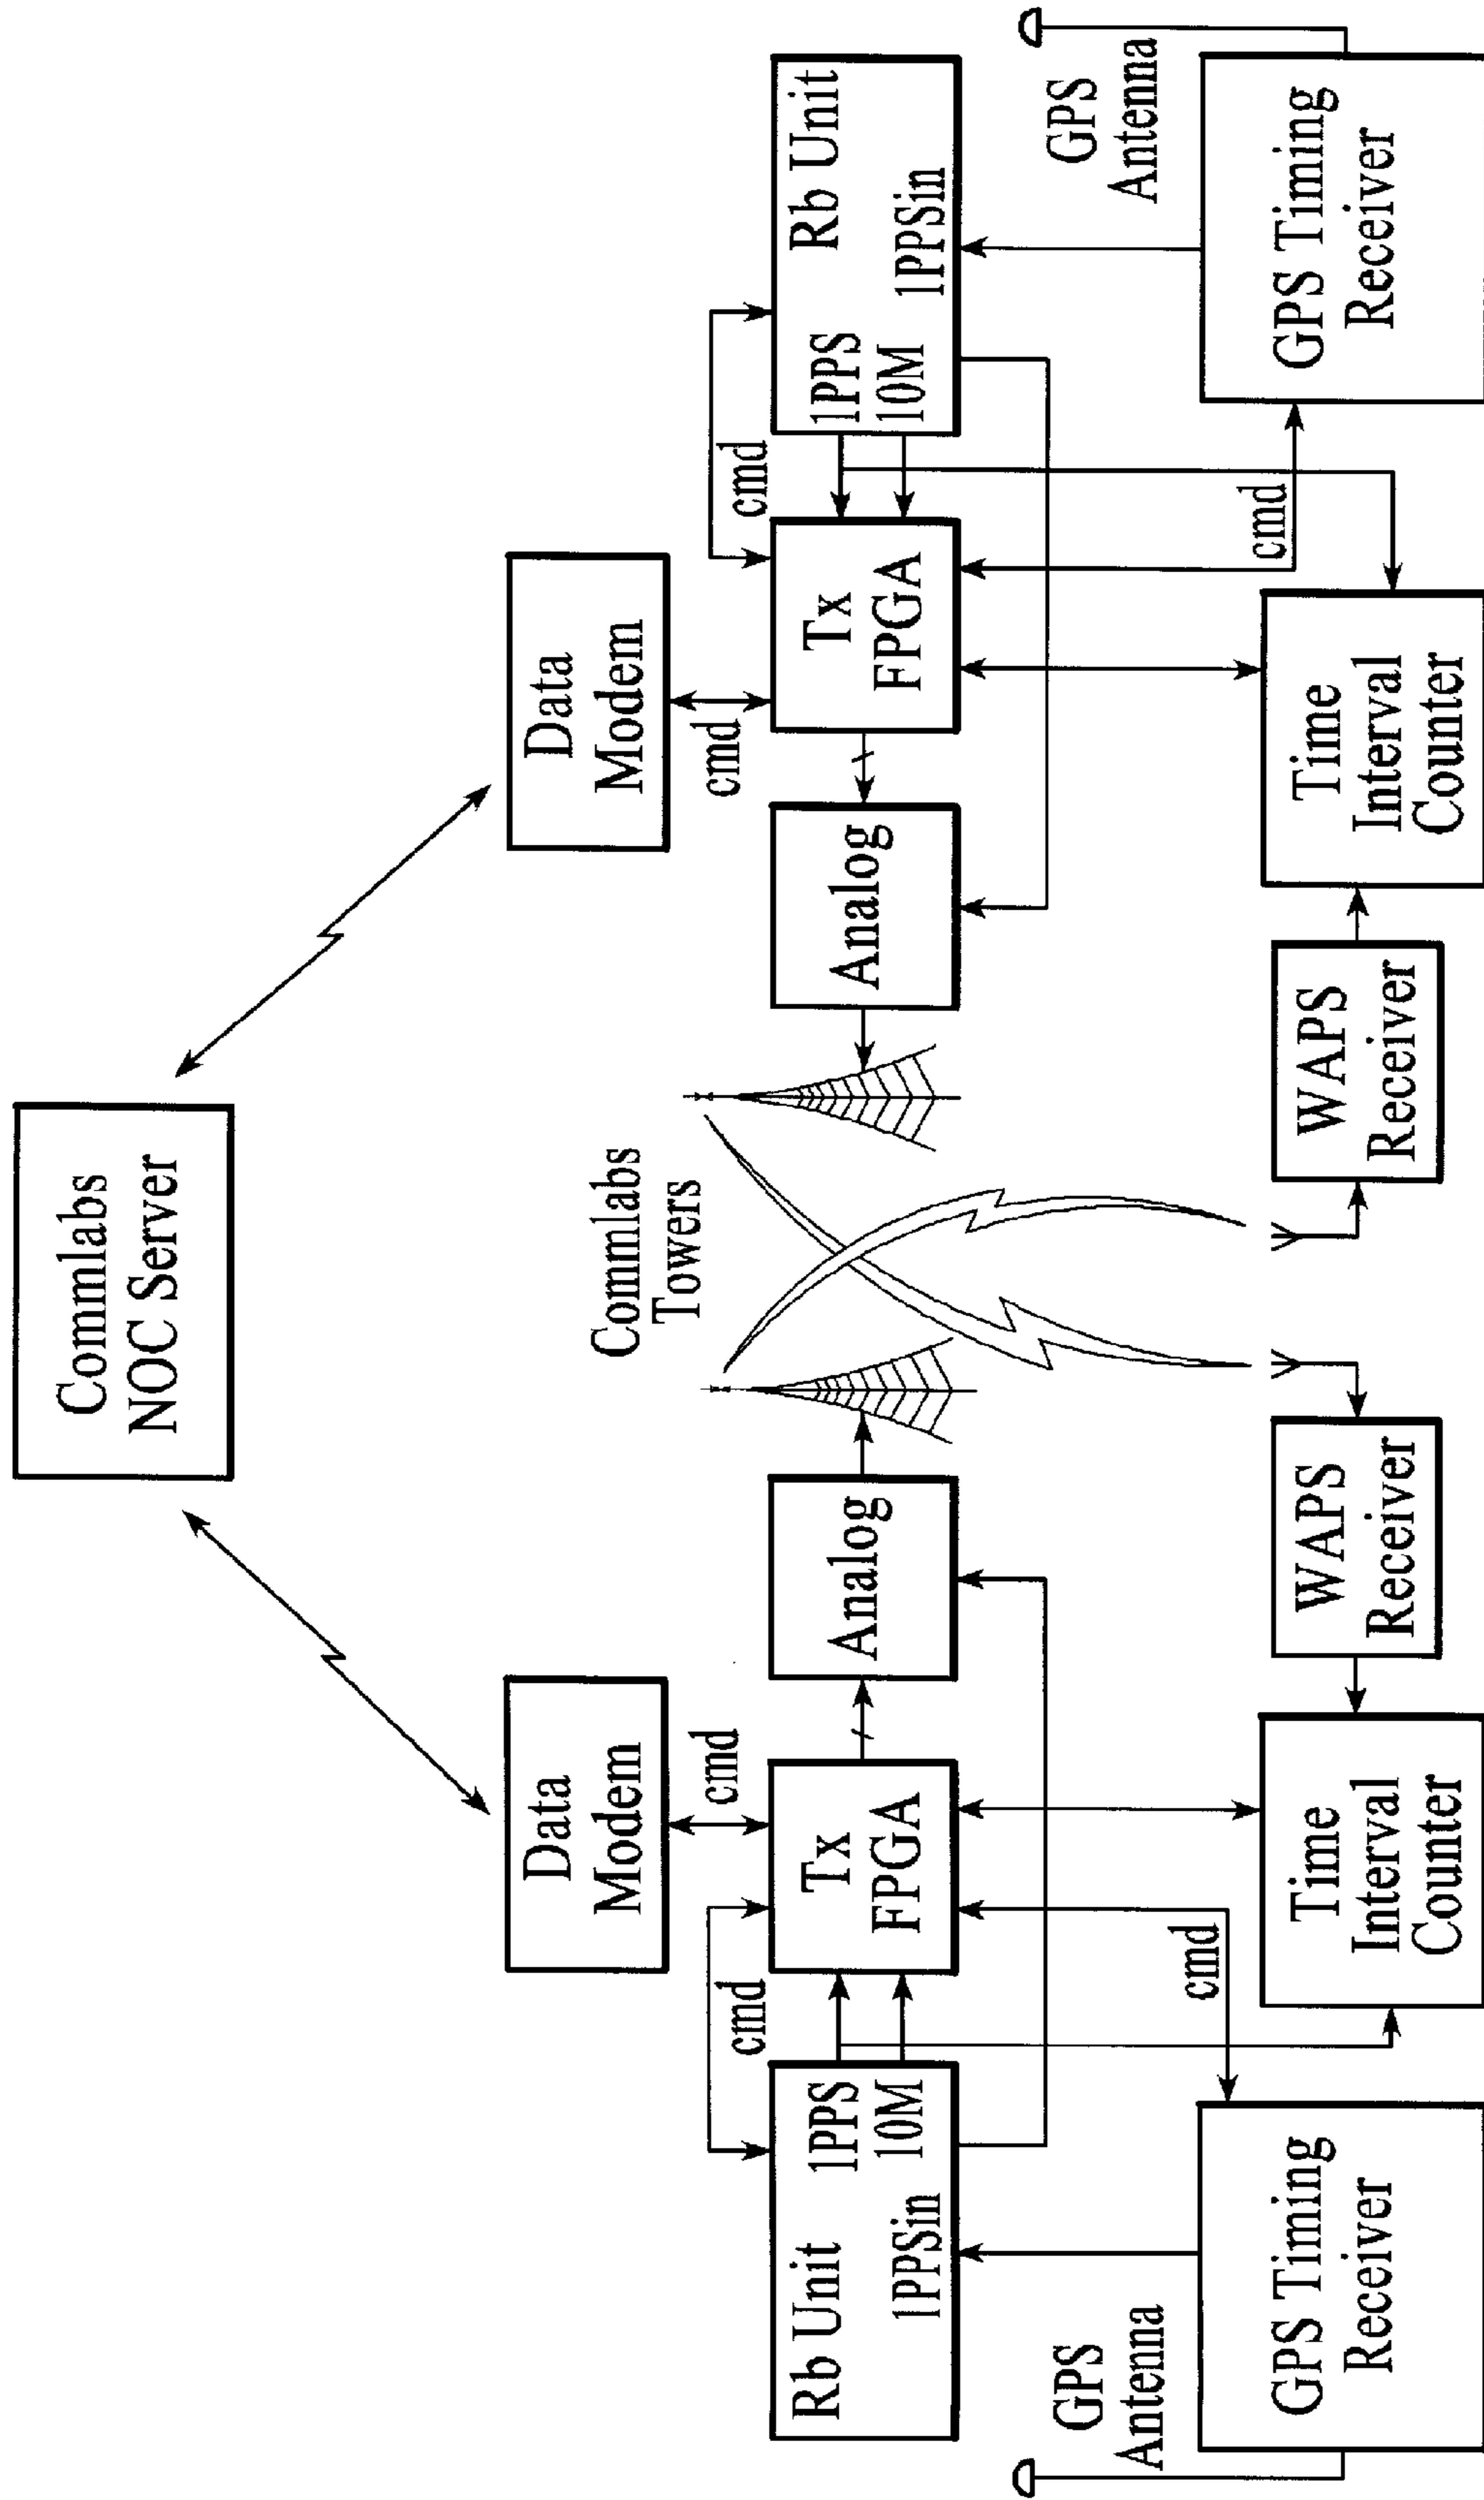 Commlabs
NOC Server
Data
Modem
Data
Modem
cmd
cmd
Commlabs
Towers
cmd
cmd
Rb Unit
1PPS
10M
1PPSin
Tx
FPGA
Analog
Analog
Tx
FPGA
Rb Unit
1PPS
10M
1PPSin
GPS
Antenna
cmd
cmd
GPS
Antenna
GPS Timing
Receiver
Time
Interval
Counter
WAPS
Receiver
WAPS
Receiver
Time
Interval
Counter
GPS Timing
Receiver